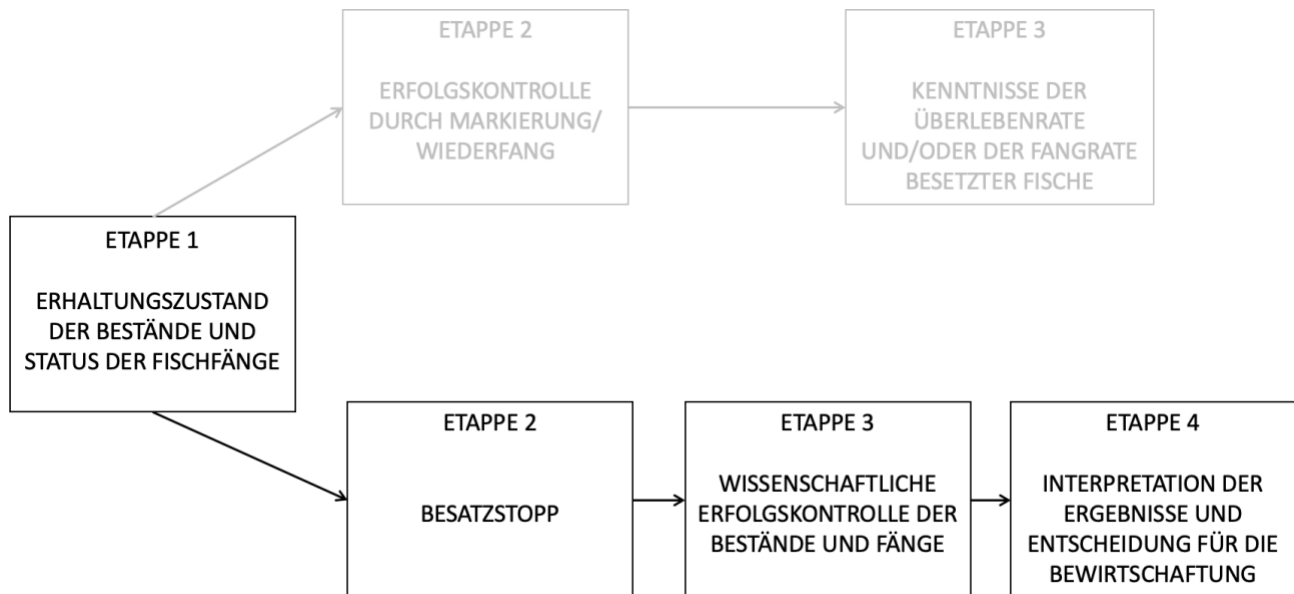 ETAPPE 2
ERFOLGSKONTROLLE
DURCH MARKIERUNG/
WIEDERFANG
ETAPPE 3
KENNTNISSE DER
ÜBERLEBENRATE
UND/ODER DER FANGRATE
BESETZTER FISCHE
ETAPPE 1
ERHALTUNGSZUSTAND
DER BESTÄNDE UND
STATUS DER FISCHFÄNGE
ETAPPE 2
BESATZSTOPP
ETAPPE 3
WISSENSCHAFTLICHE
ERFOLGSKONTROLLE DER
BESTÄNDE UND FÄNGE
ETAPPE 4
INTERPRETATION DER
ERGEBNISSE UND
ENTSCHEIDUNG FÜR DIE
BEWIRTSCHAFTUNG